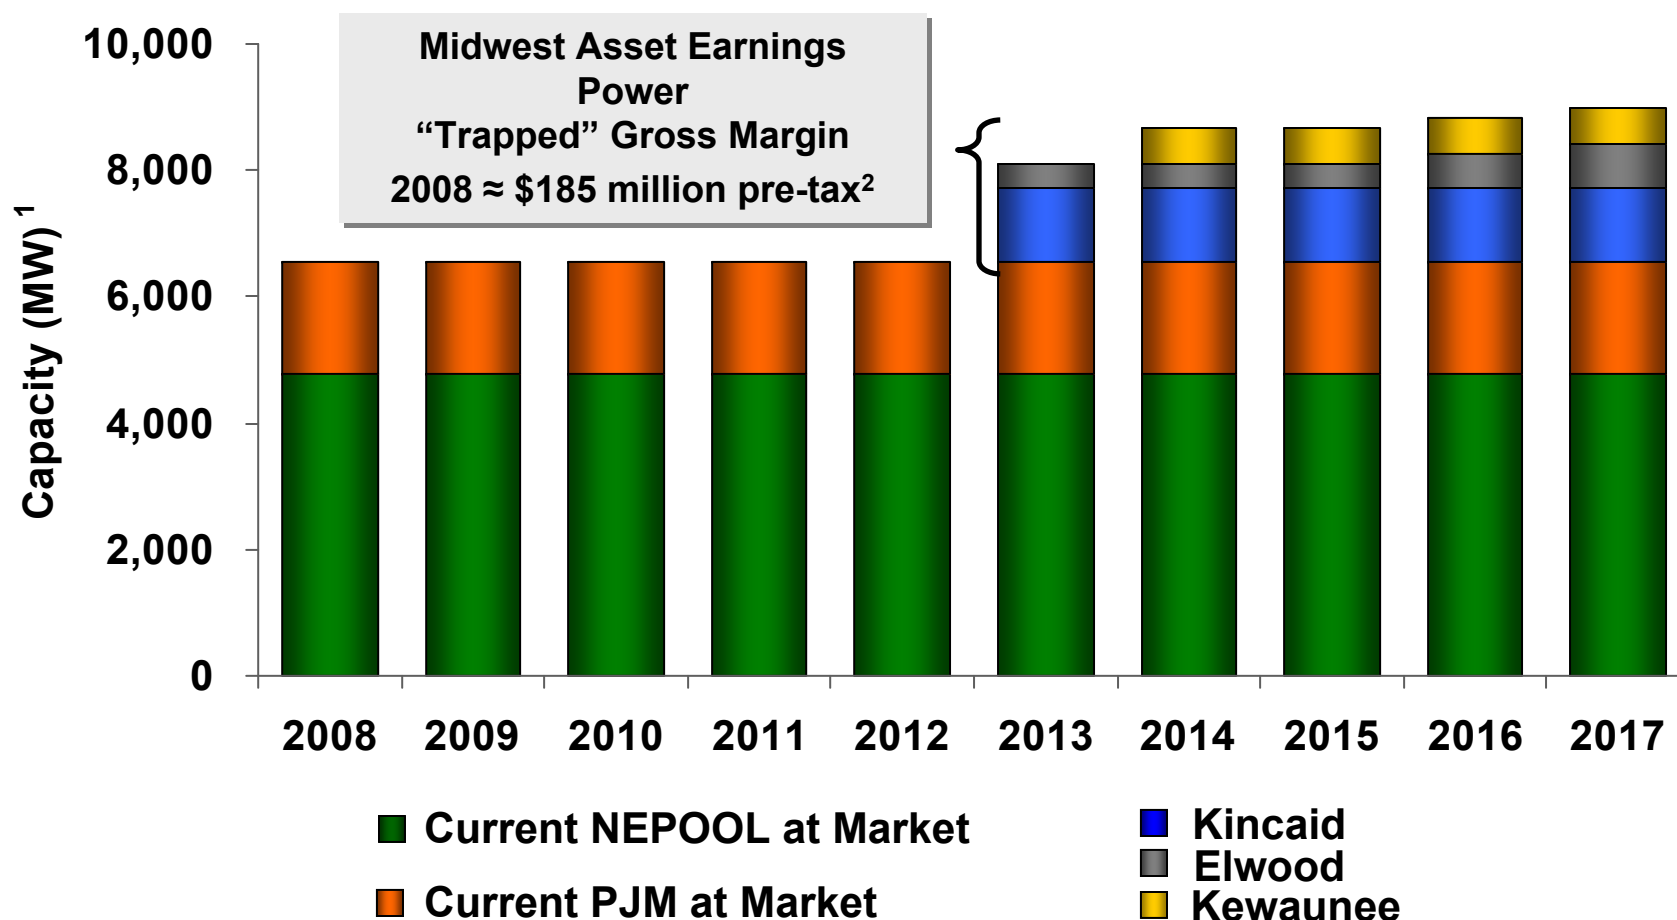 Midwest Asset Earnings
Power
“Trapped” Gross Margin
2008 ≈ $185 million pre-tax²
Capacity (MW) ¹
10,000
8,000
6,000
4,000
2,000
0
2008 2009 2010 2011 2012 2013 2014 2015 2016 2017
Current NEPOOL at Market
Current PJM at Market
Kincaid
Elwood
Kewaunee